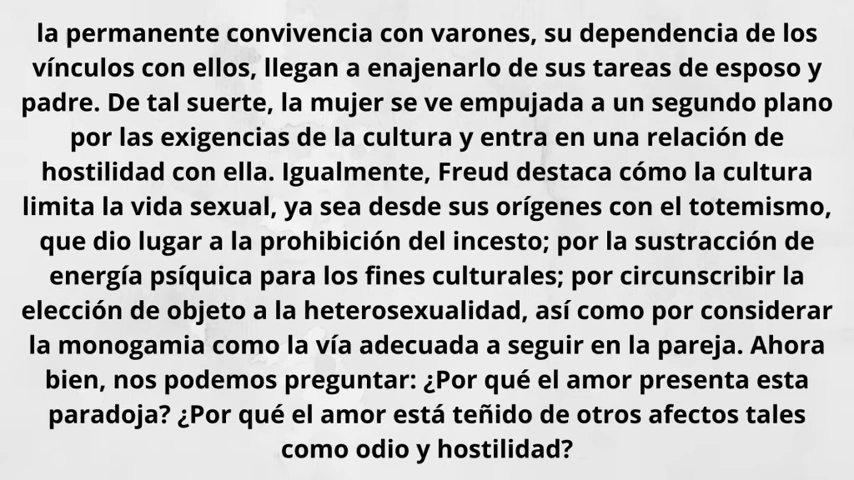 la permanente convivencia con varones, su dependencia de los
vínculos con ellos, llegan a enajenarlo de sus tareas de esposo y
padre. De tal suerte, la mujer se ve empujada a un segundo plano
por las exigencias de la cultura y entra en una relación de
hostilidad con ella. Igualmente, Freud destaca cómo la cultura
limita la vida sexual, ya sea desde sus orígenes con el totemismo,
que dio lugar a la prohibición del incesto; por la sustracción de
energía psíquica para los fines culturales; por circunscribir la
elección de objeto a la heterosexualidad, así como por considerar
la monogamia como la vía adecuada a seguir en la pareja. Ahora
bien, nos podemos preguntar: ¿Por qué el amor presenta esta
paradoja? ¿Por qué el amor está teñido de otros afectos tales
como odio y hostilidad?